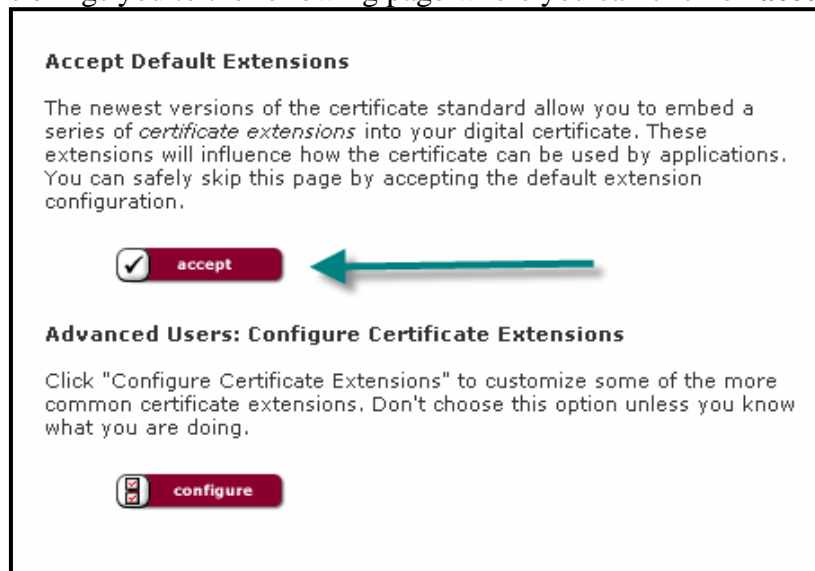 Accept Default Extensions
The newest versions of the certificate standard allow you to embed a
series of certificate extensions into your digital certificate. These
extensions will influence how the certificate can be used by applications.
You can safely skip this page by accepting the default extension
configuration.
accept
Advanced Users: Configure Certificate Extensions
Click "Configure Certificate Extensions" to customize some of the more
common certificate extensions. Don't choose this option unless you know
what you are doing.
configure